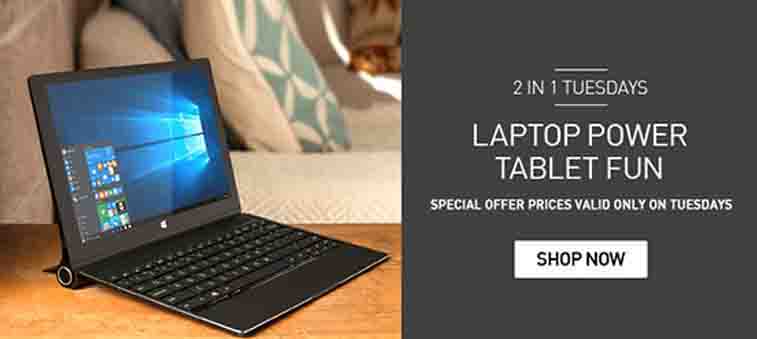 2 IN 1 TUESDAYS
LAPTOP POWER
TABLET FUN
SPECIAL OFFER PRICES VALID ONLY ON TUESDAYS
SHOP NOW